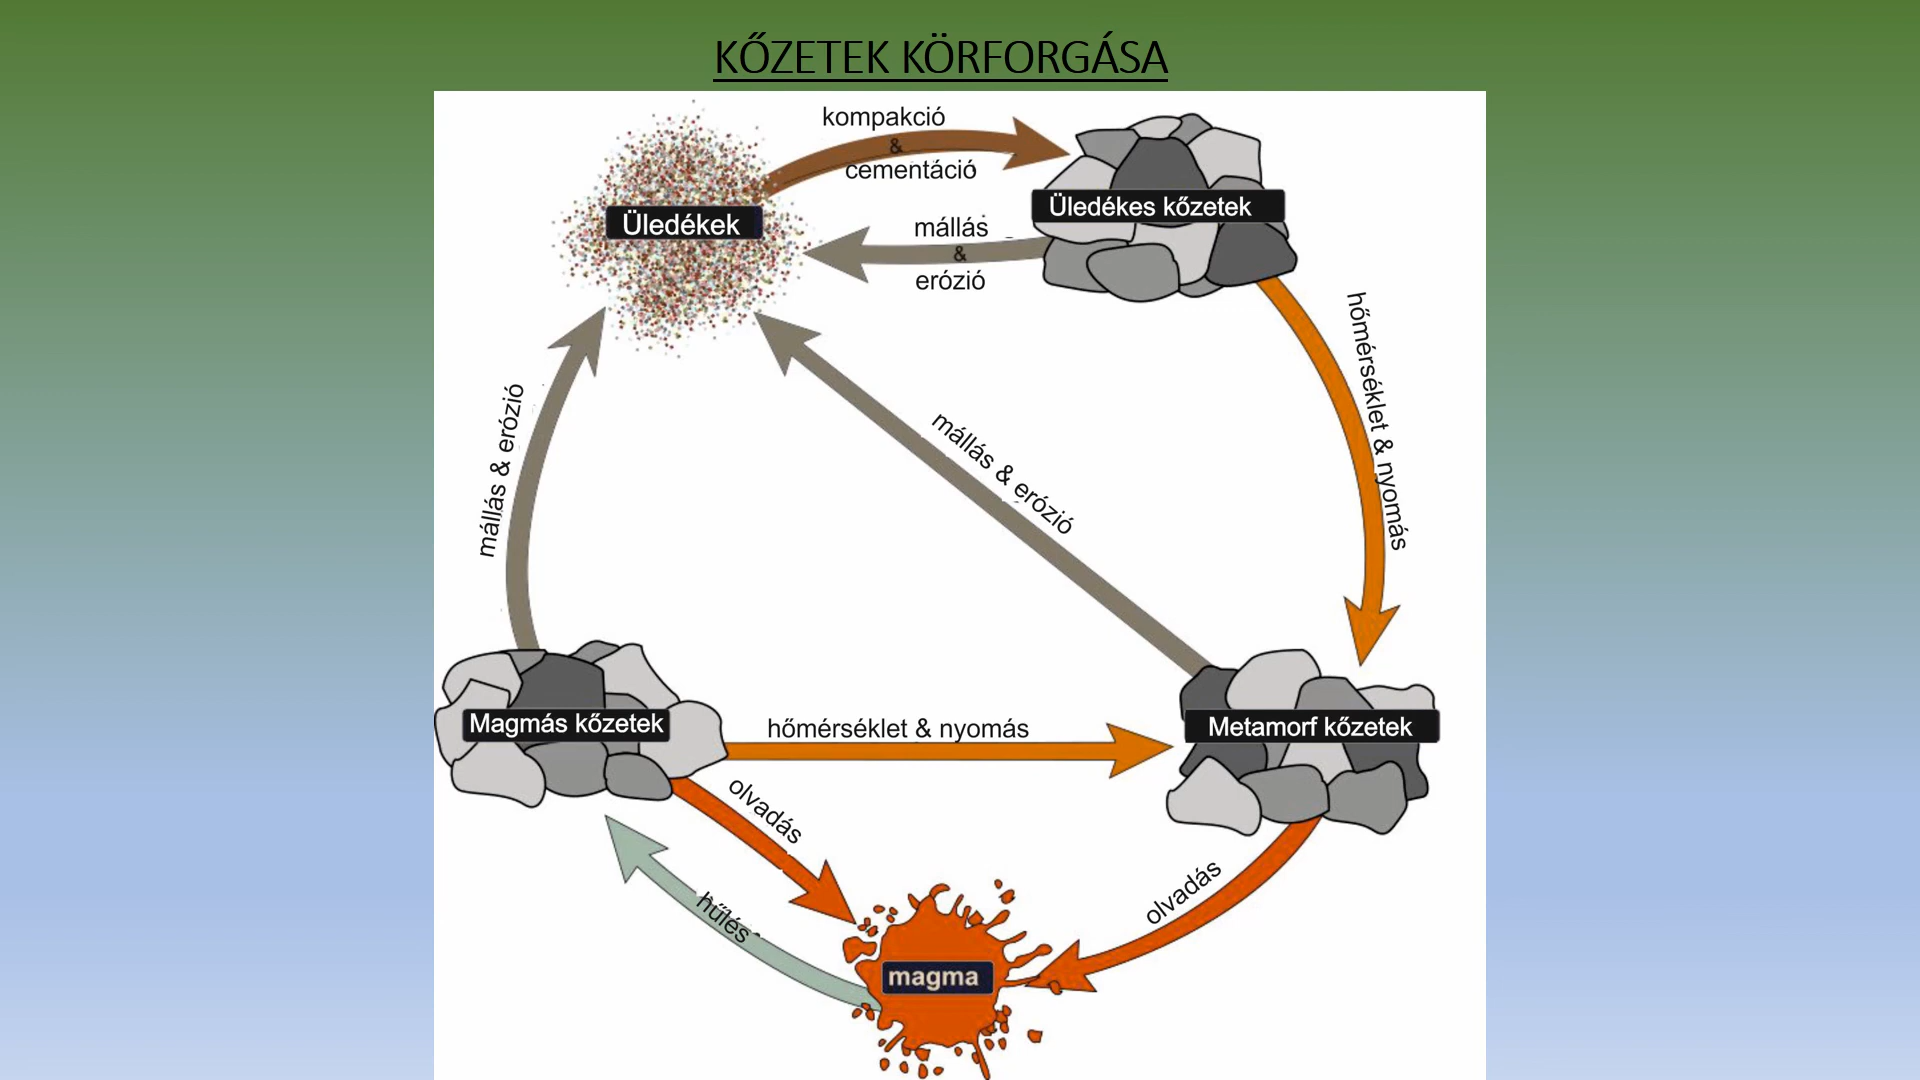 KŐZETEK KÖRFORGÁSA
kompakció
&
cementáció
Üledékek
Üledékes kőzetek
mállás
&
erózió
hőmérséklet & nyomás
mállás & erózió
mállás & erózió
Magmás kőzetek
hőmérséklet & nyomás
Metamorf kőzetek
olvadás
hűlés
olvadás
magma